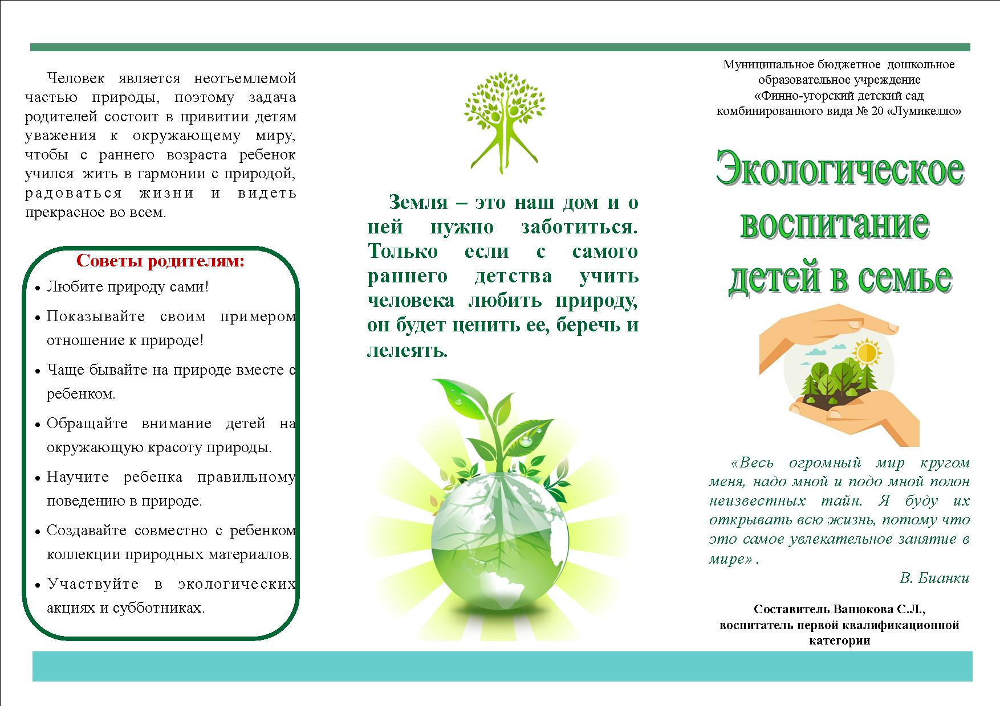 Человек является неотъемлемой
частью природы, поэтому задача
родителей состоит в привитии детям
уважения к окружающему миру,
чтобы с раннего возраста ребенок
учился жить в гармонии с природой,
радоваться жизни и видеть
прекрасное во всем.
Советы родителям:
• Любите природу сами!
• Показывайте своим примером
отношение к природе!
• Чаще бывайте на природе вместе с
ребенком.
• Обращайте внимание детей на
окружающую красоту природы.
• Научите ребенка правильному
поведению в природе.
• Создавайте совместно с ребенком
коллекции природных материалов.
• Участвуйте в экологических
акциях и субботниках.
Земля – это наш дом и о
ней нужно заботиться.
Только если с самого
раннего детства учить
человека любить природу,
он будет ценить ее, беречь и
лелеять.
Муниципальное бюджетное дошкольное
образовательное учреждение
«Финно-угорский детский сад
комбинированного вида № 20 «Лумикелло»
Экологическое
воспитание
детей в семье
«Весь огромный мир кругом
меня, надо мной и подо мной полон
неизвестных тайн. Я буду их
открывать всю жизнь, потому что
это самое увлекательное занятие в
мире» .
В. Бианки
Составитель Ванюкова С.Л.,
воспитатель первой квалификационной
категории